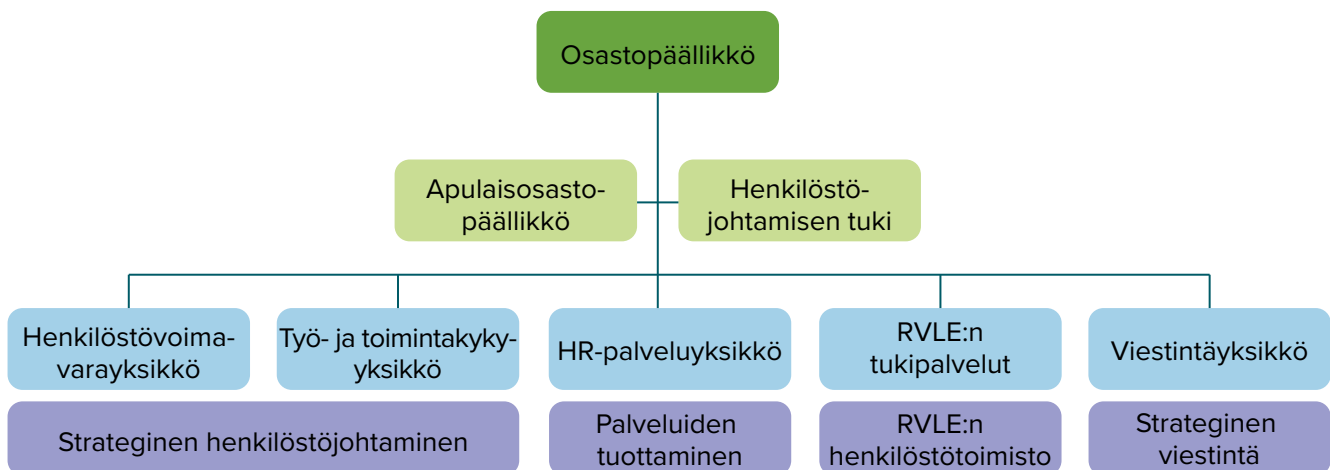 Osastopäällikkö
Apulaisosasto-
päällikkö
Henkilöstö-
johtamisen tuki
Henkilöstövoima-
varayksikkö
Työ- ja toimintakyky-
yksikkö
HR-palveluyksikkö
RVLE:n
tukipalvelut
Viestintäyksikkö
Strateginen henkilöstöjohtaminen
Palveluiden
tuottaminen
RVLE:n
henkilöstötoimisto
Strateginen
viestintä